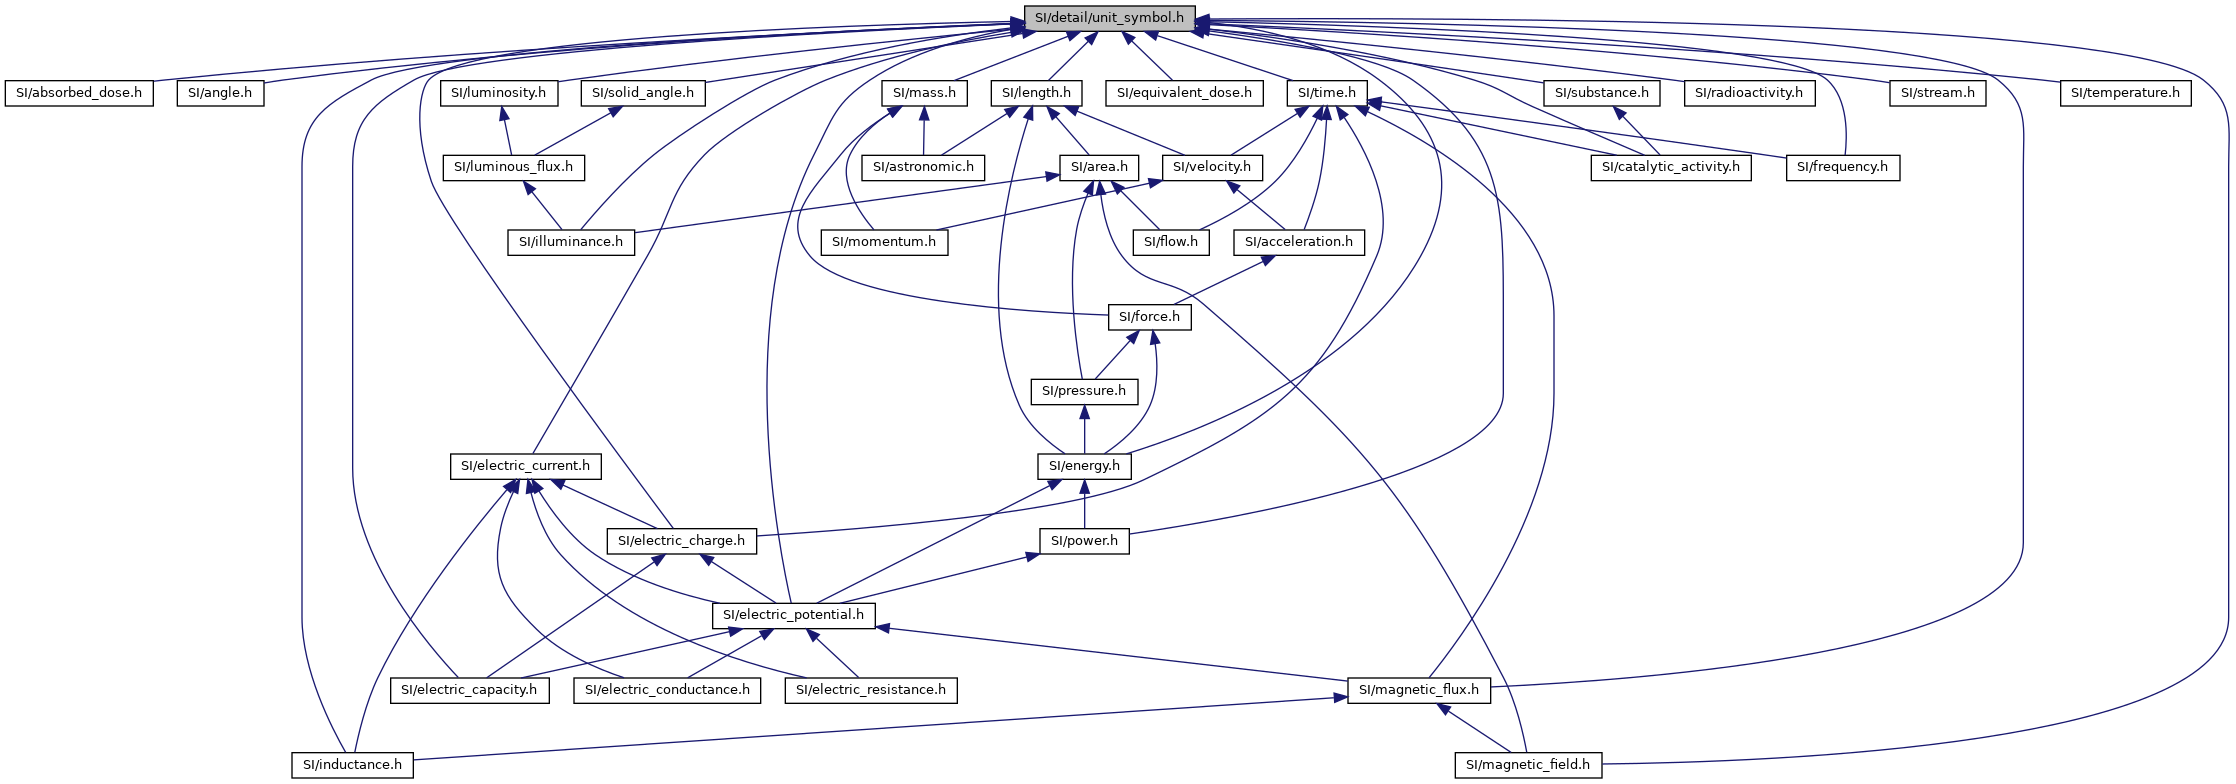 SI/detail/unit_symbol.h
SI/absorbed_dose.h
SI/angle.h
SI/luminosity.h
SI/solid_angle.h
SI/mass.h
SI/length.h
SI/equivalent_dose.h
SI/time.h
SI/substance.h
SI/radioactivity.h
SI/stream.h
SI/temperature.h
SI/luminous_flux.h
SI/astronomic.h
SI/area.h
SI/velocity.h
SI/catalytic_activity.h
SI/frequency.h
SI/illuminance.h
SI/momentum.h
SI/flow.h
SI/acceleration.h
SI/force.h
SI/pressure.h
SI/electric_current.h
SI/energy.h
SI/electric_charge.h
SI/power.h
SI/electric_potential.h
SI/electric_capacity.h
SI/electric_conductance.h
SI/electric_resistance.h
SI/magnetic_flux.h
SI/inductance.h
SI/magnetic_field.h